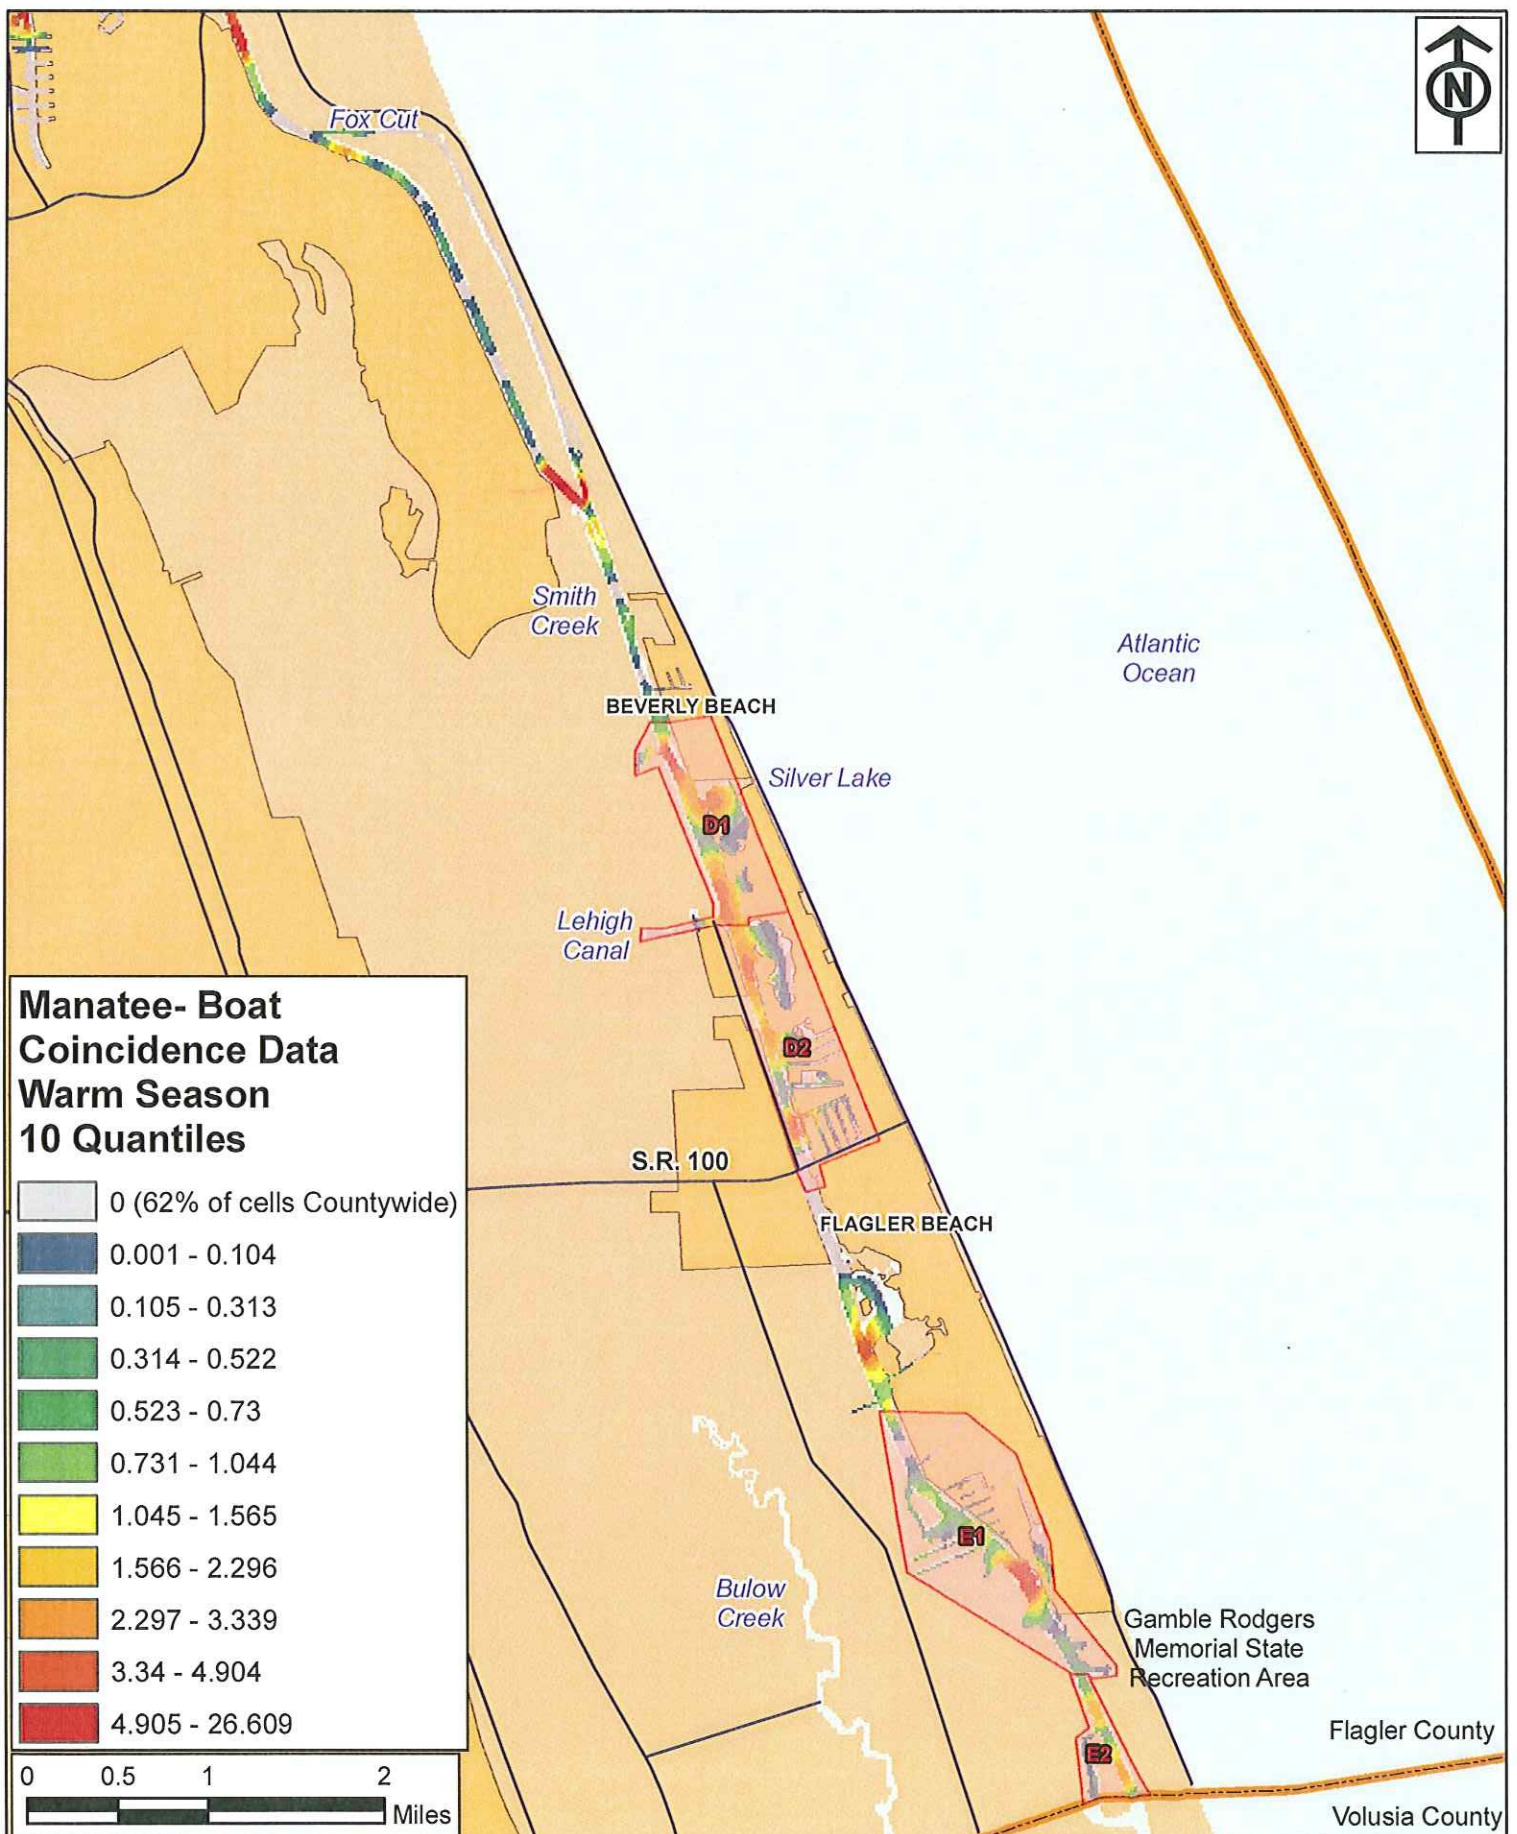 N
Fox Cut
Atlantic
Ocean
Smith
Creek
BEVERLY BEACH
Silver Lake
D1
Lehigh
Canal
D2
S.R. 100
FLAGLER BEACH
E1
Bulow
Creek
Gamble Rodgers
Memorial State
Recreation Area
E2
Flagler County
Volusia County
Manatee- Boat
Coincidence Data
Warm Season
10 Quantiles
0 (62% of cells Countywide)
0.001 - 0.104
0.105 - 0.313
0.314 - 0.522
0.523 - 0.73
0.731 - 1.044
1.045 - 1.565
1.566 - 2.296
2.297 - 3.339
3.34 - 4.904
4.905 - 26.609
0 0.5 1 2
Miles